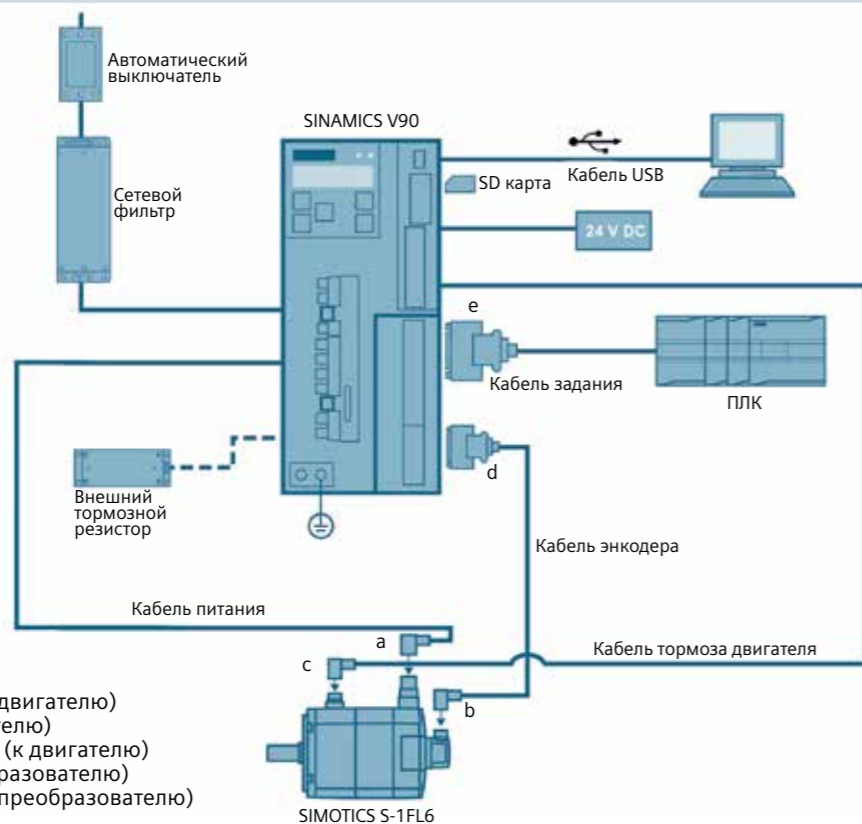 Автоматический
выключатель
SINAMICS V90
Сетевой
фильтр
SD карта
Кабель USB
24 V DC
e
Кабель задания
ПЛК
d
Внешний
тормозной
резистор
Кабель энкодера
Кабель питания
a
Кабель тормоза двигателя
c
b
двигателю)
телю)
(к двигателю)
разователю)
преобразователю)
SIMOTICS S-1FL6